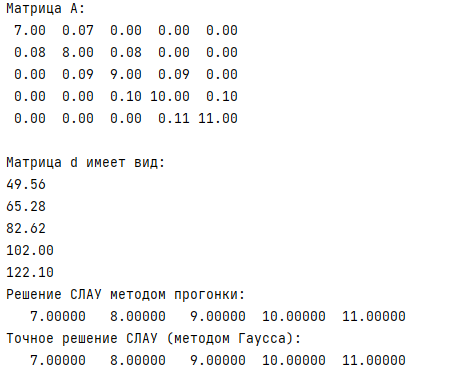 Матрица A:
7.00 0.07 0.00 0.00 0.00
0.08 8.00 0.08 0.00 0.00
0.00 0.09 9.00 0.09 0.00
0.00 0.00 0.10 10.00 0.10
0.00 0.00 0.00 0.11 11.00
Матрица d имеет вид:
49.56
65.28
82.62
102.00
122.10
Решение СЛАУ методом прогонки:
7.00000 8.00000 9.00000 10.00000 11.00000
Точное решение СЛАУ (методом Гаусса):
7.00000 8.00000 9.00000 10.00000 11.00000